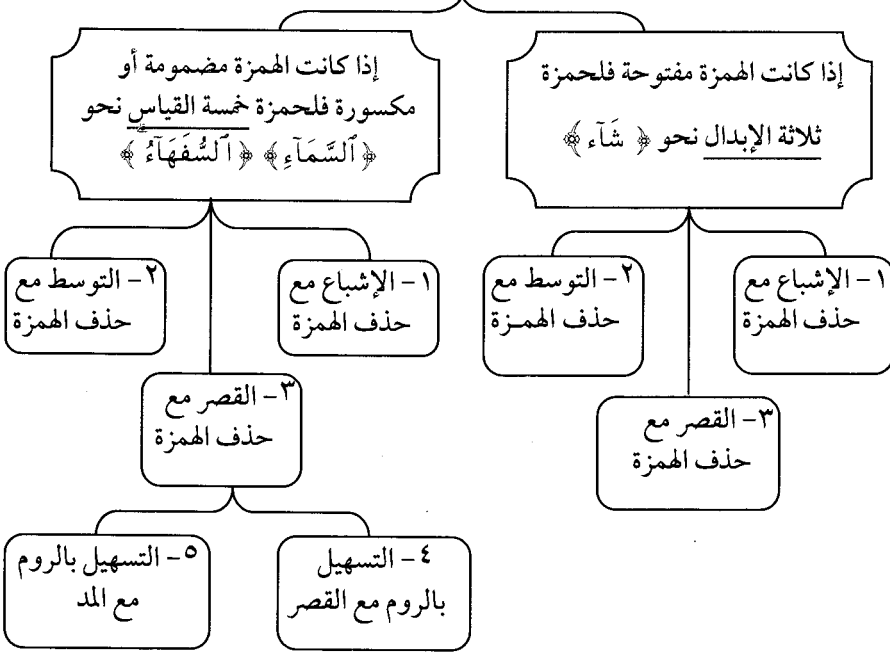 إذا كانت الهمزة مفتوحة فلحمزة
ثلاثة الإبدال نحو ﴿ شَآء ﴾
١- الإشباع مع
حذف الهمزة
٢- التوسط مع
حذف الهمـزة
٣- القصر مع
حذف الهمزة
إذا كانت الهمزة مضمومة أو
مكسورة فلحمزة خمسة القياس نحو
﴿ ٱلسَّمَآءِ ﴾ ﴿ ٱلسُّفَهَآءُ ﴾
١- الإشباع مع
حذف الهمزة
٢- التوسط مع
حذف الهمزة
٣- القصر مع
حذف الهمزة
٤- التسهيل
بالروم مع القصر
٥- التسهيل بالروم
مع المد